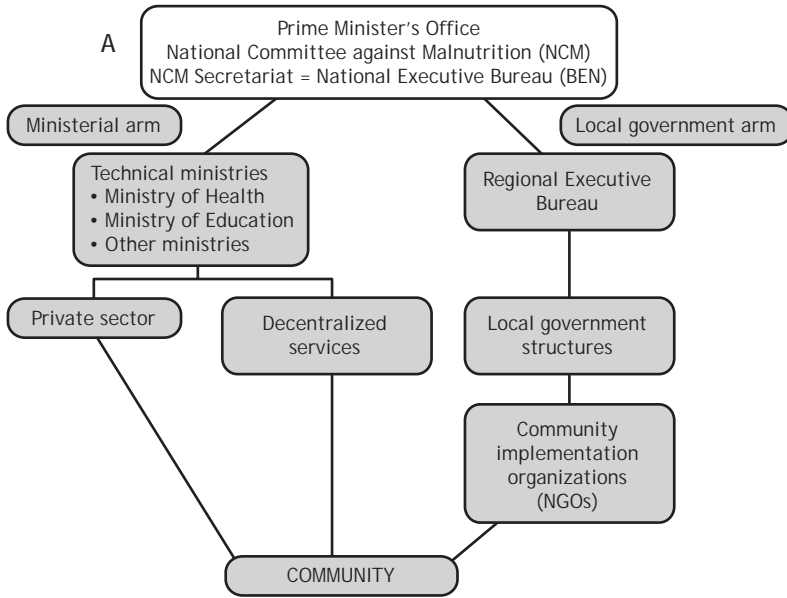 A
Prime Minister’s Office
National Committee against Malnutrition (NCM)
NCM Secretariat = National Executive Bureau (BEN)
Ministerial arm
Local government arm
Technical ministries
• Ministry of Health
• Ministry of Education
• Other ministries
Regional Executive
Bureau
Private sector
Decentralized
services
Local government
structures
Community
implementation
organizations
(NGOs)
COMMUNITY